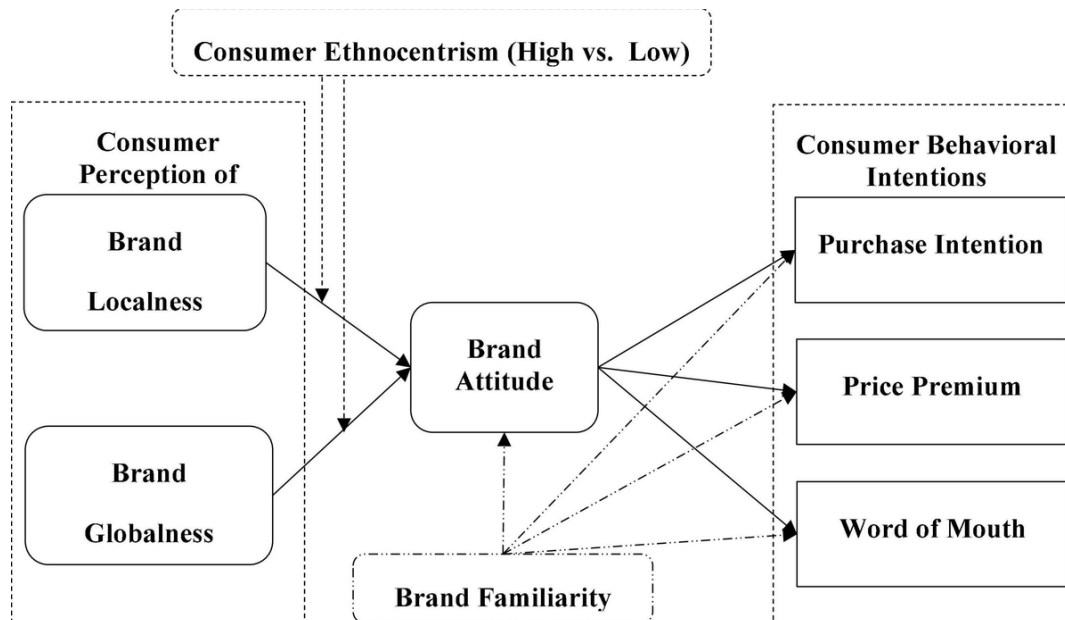 Consumer Ethnocentrism (High vs. Low)
Consumer
Perception of
Brand
Localness
Brand
Globalness
Brand
Attitude
Brand Familiarity
Consumer Behavioral
Intentions
Purchase Intention
Price Premium
Word of Mouth